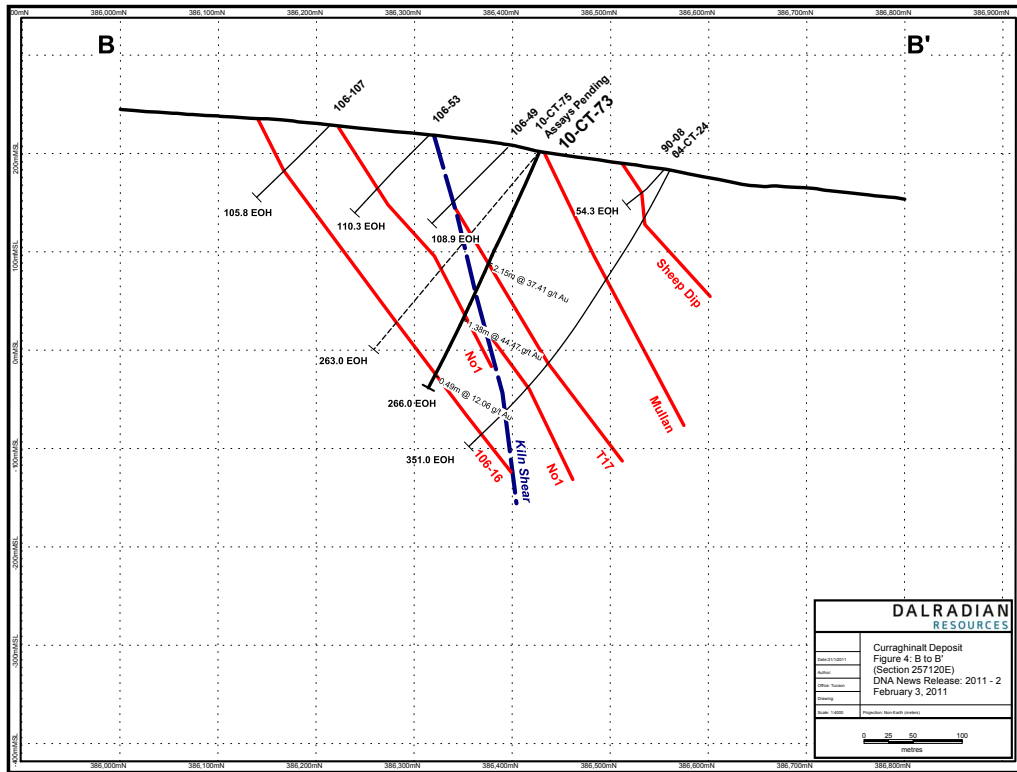 00mN
386,000mN
386,100mN
386,200mN
386,300mN
386,400mN
386,500mN
386,600mN
386,700mN
386,800mN
386,900mN
B
B'
106-107
106-53
106-49
10-CT-75
Assays Pending
10-CT-73
90-08
04-CT-24
200mMSL
100mMSL
0mMSL
-100mMSL
-200mMSL
-300mMSL
-400mMSL
105.8 EOH
110.3 EOH
108.9 EOH
54.3 EOH
263.0 EOH
266.0 EOH
351.0 EOH
2.15m @ 37.41 g/t Au
1.38m @ 44.47 g/t Au
0.49m @ 12.06 g/t Au
Sheep Dip
No1
Mullan
T17
No1
106-16
Kiln Shear
DALRADIAN
RESOURCES
Curraghinalt Deposit
Figure 4: B to B'
(Section 257120E)
DNA News Release: 2011 - 2
February 3, 2011
Author:
Office: Tucson
Drawing:
Scale: 1:4000
Projection: Non-Earth (meters)
0 25 50 100
metres
386,000mN
386,100mN
386,200mN
386,300mN
386,400mN
386,500mN
386,600mN
386,700mN
386,800mN